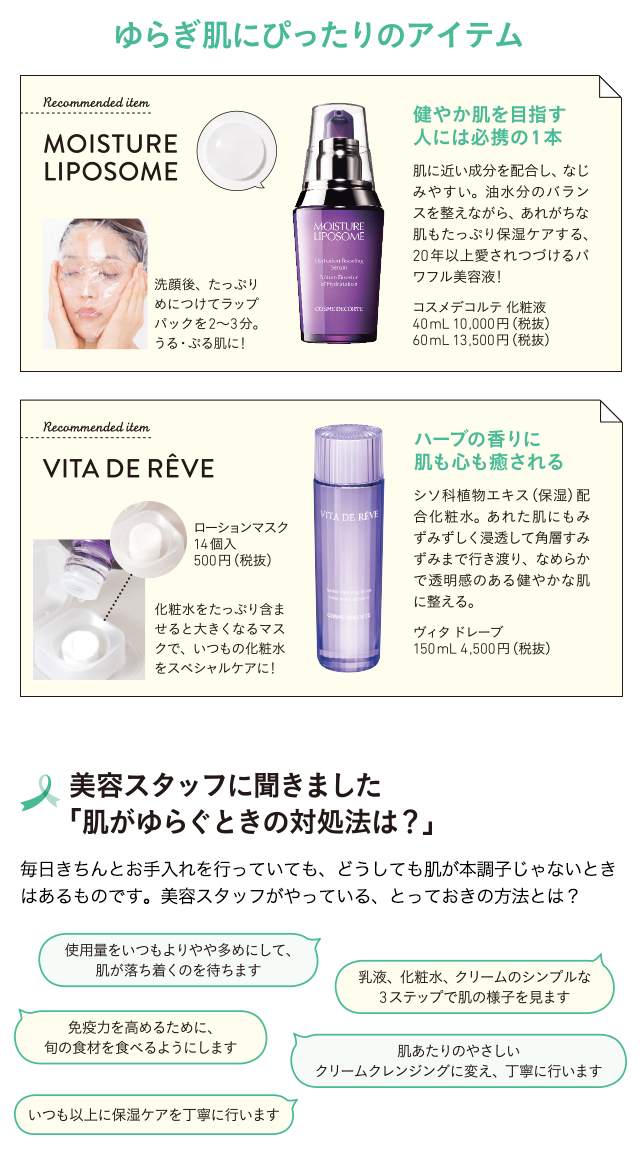 ゆらぎ肌にぴったりのアイテム
Recommended item
MOISTURE
LIPOSOME
洗顔後、たっぷり
めにつけてラップ
パックを2〜3分。
うる・ぷる肌に!
MOISTURE
LIPOSOME
Hydration Boosting
Serum
Sérum Booster
d'Hydratation
COSME DECORTE
健やか肌を目指す
人には必携の1本
肌に近い成分を配合し、なじ
みやすい。油水分のバラン
スを整えながら、あれがちな
肌もたっぷり保湿ケアする、
20年以上愛されつづけるパ
ワフル美容液!
コスメデコルテ 化粧液
40mL 10,000円(税抜)
60mL 13,500円(税抜)
Recommended item
VITA DE RÊVE
ローションマスク
14個入
500円(税抜)
化粧水をたっぷり含ま
せると大きくなるマス
クで、いつもの化粧水
をスペシャルケアに!
VITA DE RÊVE
COSME DECORTE
ハーブの香りに
肌も心も癒される
シソ科植物エキス(保湿)配
合化粧水。あれた肌にもみ
ずみずしく浸透して角層すみ
ずみまで行き渡り、なめらか
で透明感のある健やかな肌
に整える。
ヴィタ ドレーブ
150mL 4,500円(税抜)
美容スタッフに聞きました
「肌がゆらぐときの対処法は?」
毎日きちんとお手入れを行っていても、どうしても肌が本調子じゃないとき
はあるものです。美容スタッフがやっている、とっておきの方法とは?
使用量をいつもよりやや多めにして、
肌が落ち着くのを待ちます
乳液、化粧水、クリームのシンプルな
3ステップで肌の様子を見ます
免疫力を高めるために、
旬の食材を食べるようにします
肌あたりのやさしい
クリームクレンジングに変え、丁寧に行います
いつも以上に保湿ケアを丁寧に行います